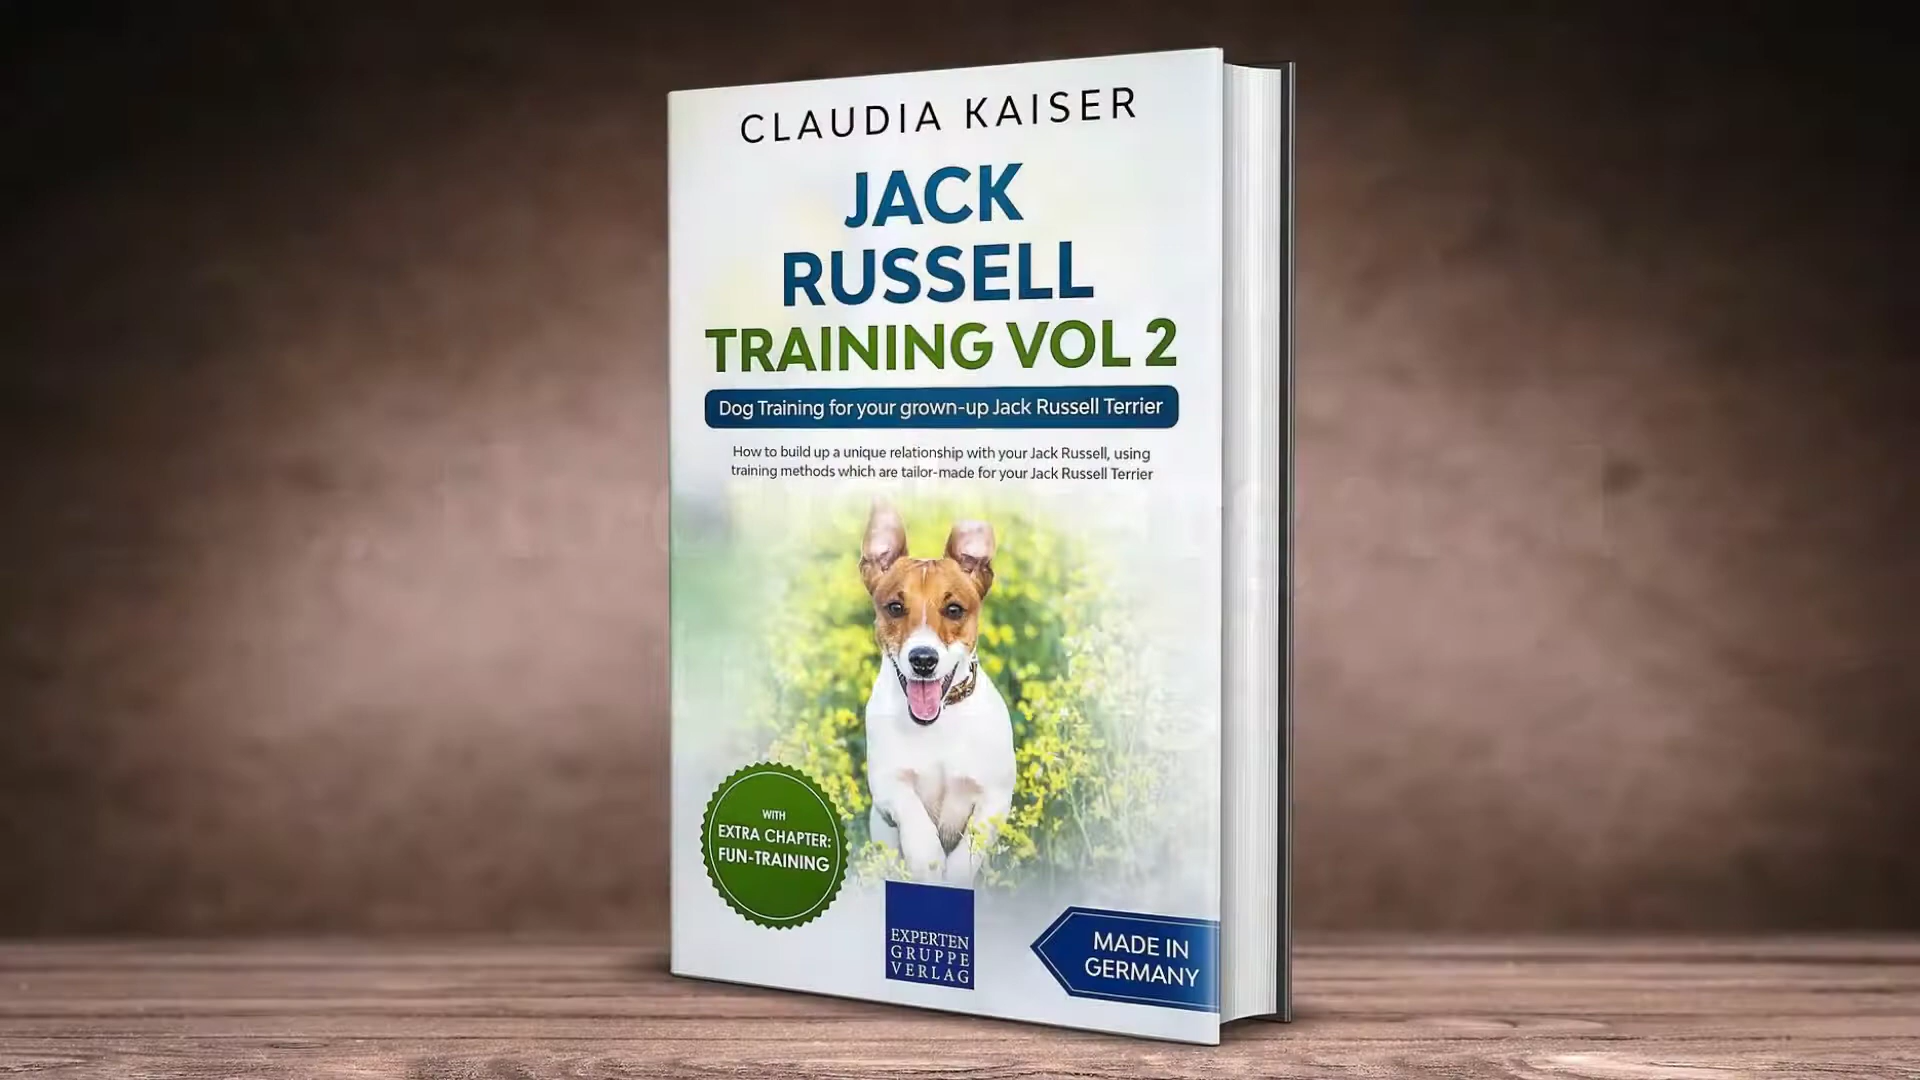 CLAUDIA KAISER
JACK
RUSSELL
TRAINING VOL 2
Dog Training for your grown-up Jack Russell Terrier
How to build up a unique relationship with your Jack Russell, using
training methods which are tailor-made for your Jack Russell Terrier
WITH
EXTRA CHAPTER:
FUN-TRAINING
EXPERTEN
GRUPPE
VERLAG
MADE IN
GERMANY